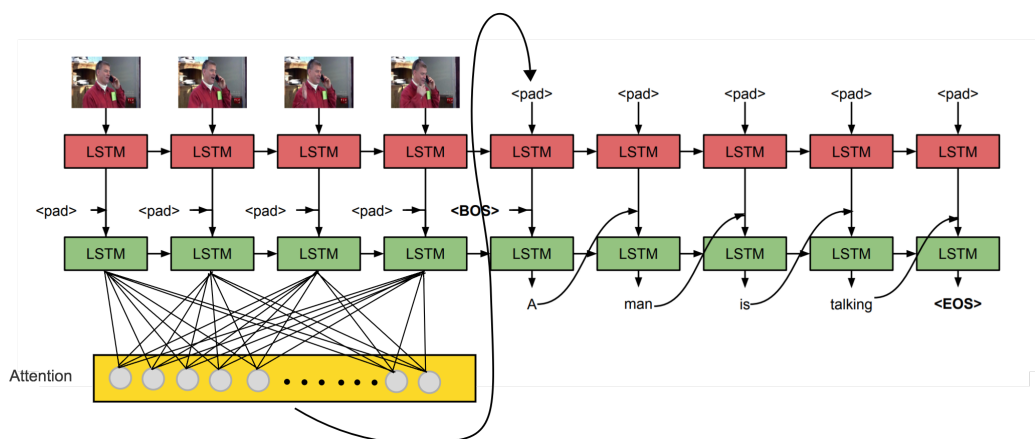 <pad> <pad> <pad> <pad> <pad>
LSTM LSTM LSTM LSTM LSTM LSTM LSTM LSTM LSTM
<pad> <pad> <pad> <pad> <BOS>
LSTM LSTM LSTM LSTM LSTM LSTM LSTM LSTM LSTM
A man is talking <EOS>
Attention